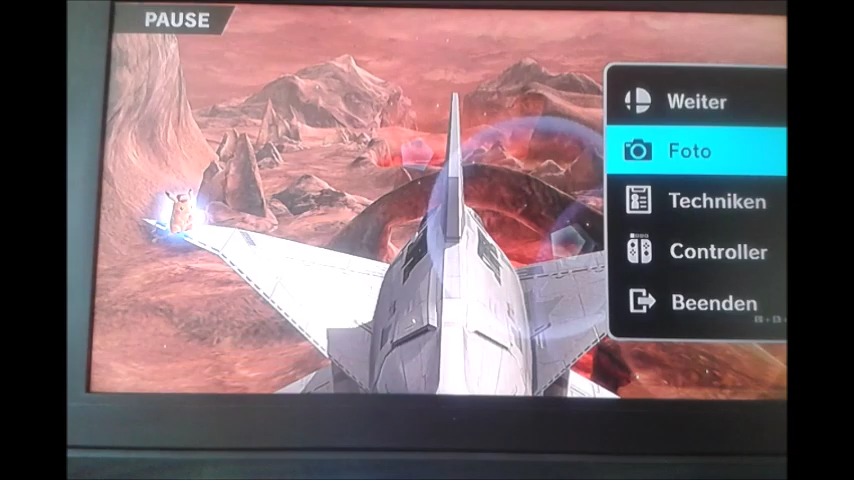 PAUSE
Weiter
Foto
Techniken
Controller
Beenden